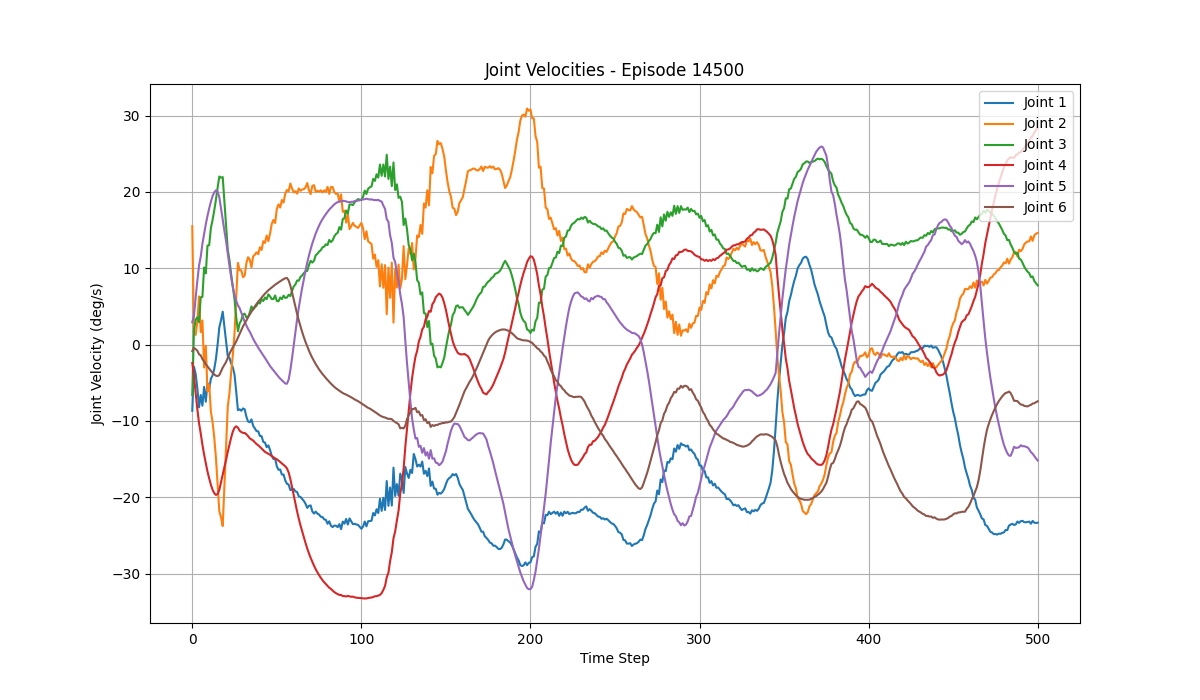 Joint Velocities - Episode 14500
Joint Velocity (deg/s)
30
20
10
0
−10
−20
−30
0
100
200
300
400
500
Time Step
Joint 1
Joint 2
Joint 3
Joint 4
Joint 5
Joint 6